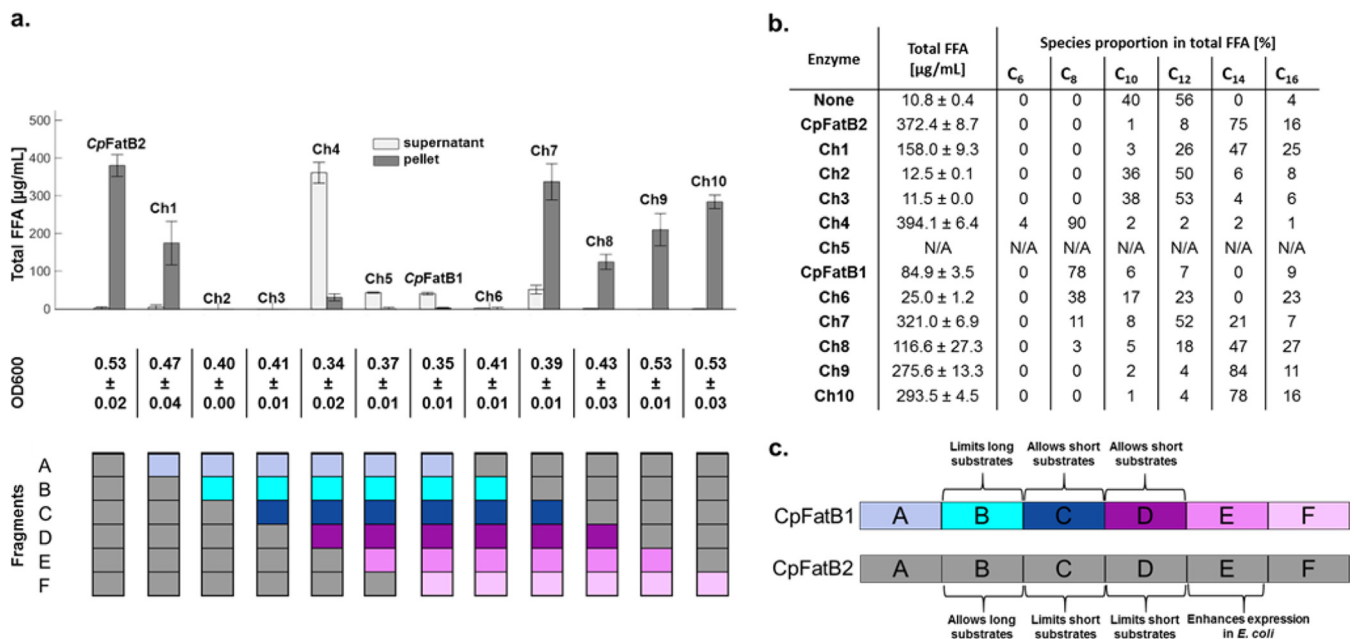 a.
Total FFA [µg/mL]
500
400
300
200
100
0
supernatant
pellet
CpFatB2
Ch1
Ch2
Ch3
Ch4
Ch5
CpFatB1
Ch6
Ch7
Ch8
Ch9
Ch10
OD600
0.53 0.47 0.40 0.41 0.34 0.37 0.35 0.41 0.39 0.43 0.53 0.53
± ± ± ± ± ± ± ± ± ± ± ±
0.02 0.04 0.00 0.01 0.02 0.01 0.01 0.01 0.01 0.03 0.01 0.03
Fragments
A
B
C
D
E
F
b.
Enzyme Total FFA [µg/mL] Species proportion in total FFA [%]
C6 C8 C10 C12 C14 C16
None 10.8 ± 0.4 0 0 40 56 0 4
CpFatB2 372.4 ± 8.7 0 0 1 8 75 16
Ch1 158.0 ± 9.3 0 0 3 26 47 25
Ch2 12.5 ± 0.1 0 0 36 50 6 8
Ch3 11.5 ± 0.0 0 0 38 53 4 6
Ch4 394.1 ± 6.4 4 90 2 2 2 1
Ch5 N/A N/A N/A N/A N/A N/A N/A
CpFatB1 84.9 ± 3.5 0 78 6 7 0 9
Ch6 25.0 ± 1.2 0 38 17 23 0 23
Ch7 321.0 ± 6.9 0 11 8 52 21 7
Ch8 116.6 ± 27.3 0 3 5 18 47 27
Ch9 275.6 ± 13.3 0 0 2 4 84 11
Ch10 293.5 ± 4.5 0 0 1 4 78 16
c.
Limits long substrates
Allows short substrates
Allows short substrates
CpFatB1 A B C D E F
CpFatB2 A B C D E F
Allows long substrates
Limits short substrates
Limits short substrates
Enhances expression in E. coli